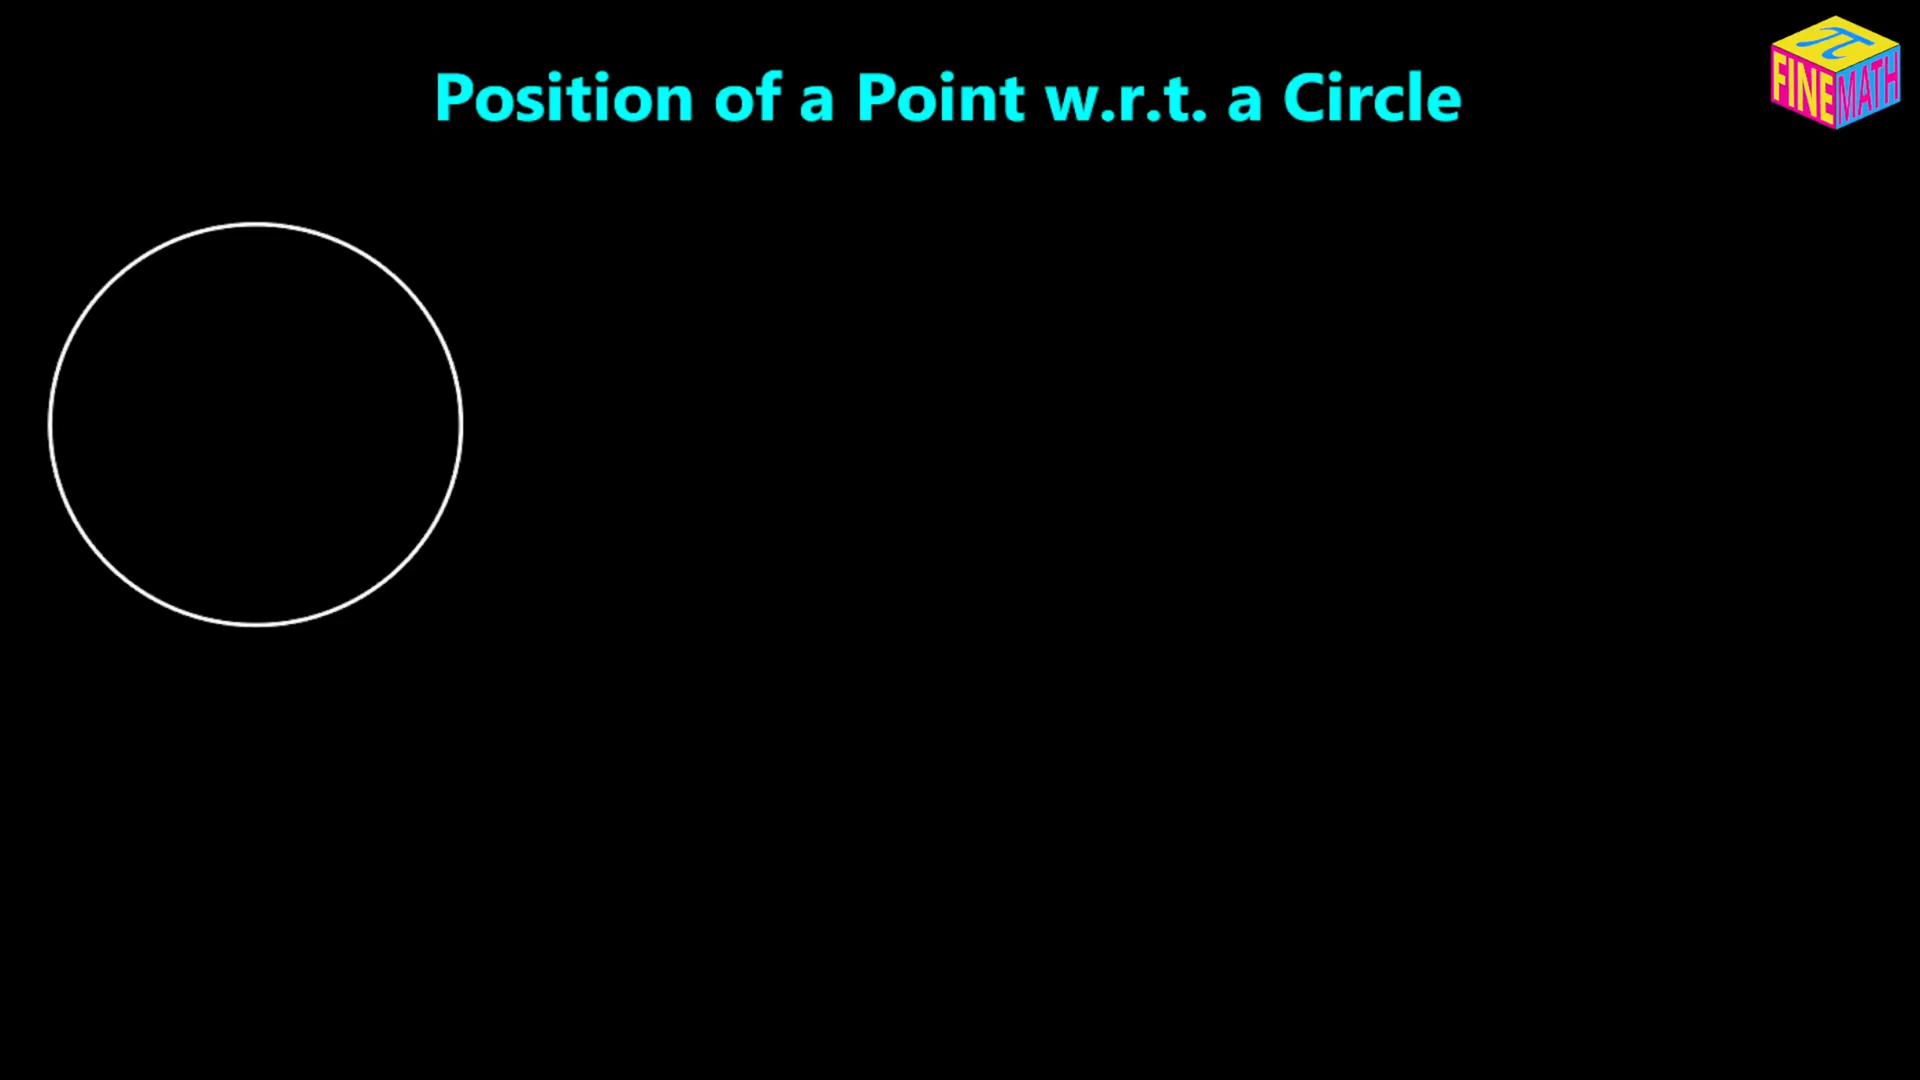 Position of a Point w.r.t. a Circle
π
FINE MATH